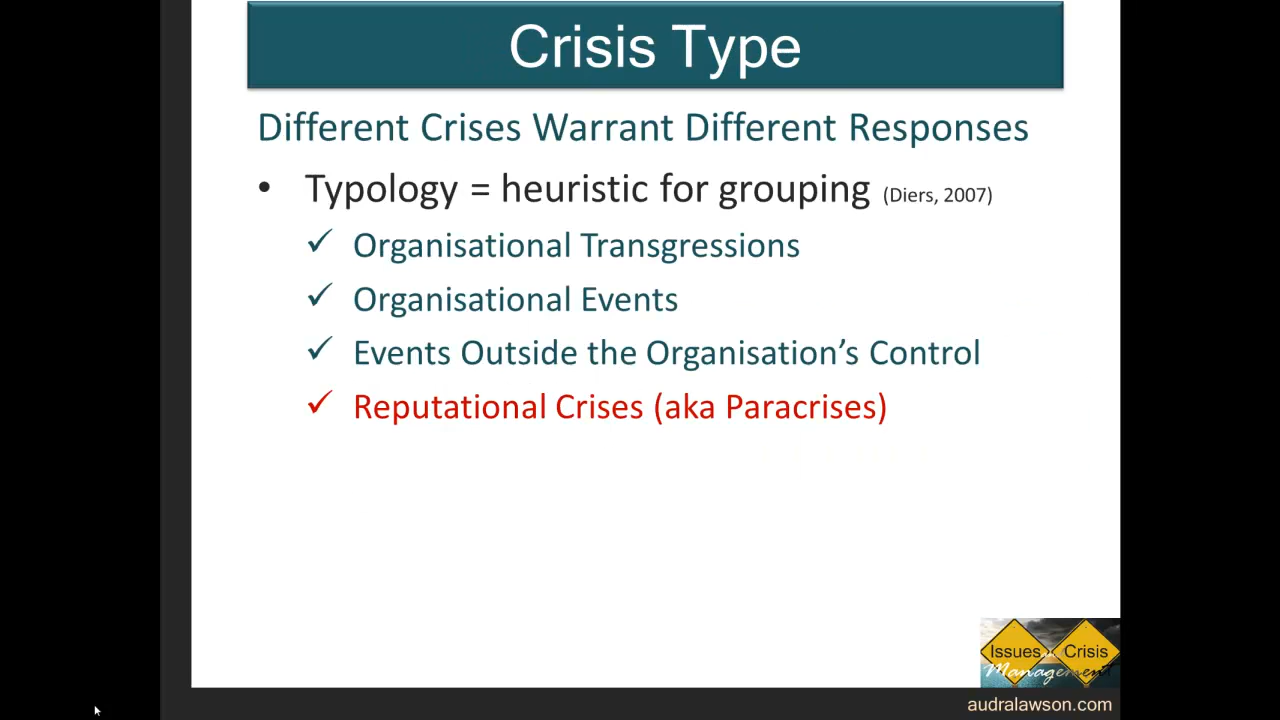 Crisis Type
Different Crises Warrant Different Responses
• Typology = heuristic for grouping (Diers, 2007)
✓ Organisational Transgressions
✓ Organisational Events
✓ Events Outside the Organisation’s Control
✓ Reputational Crises (aka Paracrises)
Issues Crisis
Management
audralawson.com